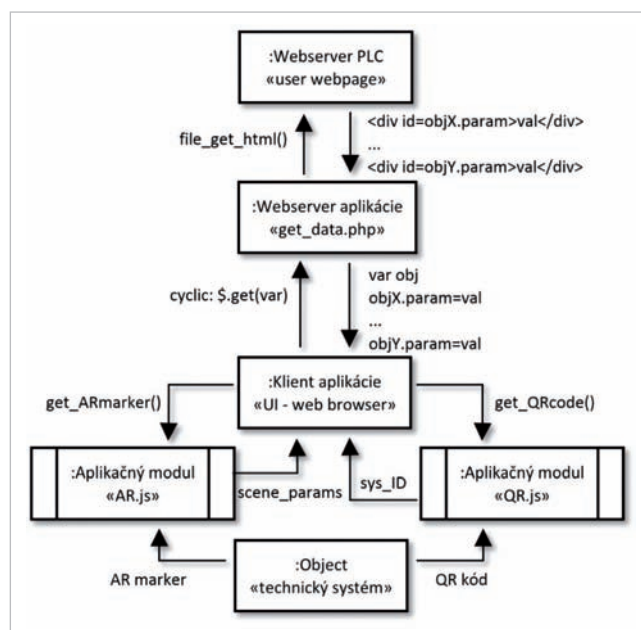 :Webserver PLC
«user webpage»
file_get_html()
<div id=objX.param>val</div>
...
<div id=objY.param>val</div>
:Webserver aplikácie
«get_data.php»
cyclic: $.get(var)
var obj
objX.param=val
...
objY.param=val
:Klient aplikácie
«UI - web browser»
get_ARmarker()
get_QRcode()
:Aplikačný modul
«AR.js»
scene_params
sys_ID
:Aplikačný modul
«QR.js»
AR marker
:Object
«technický systém»
QR kód